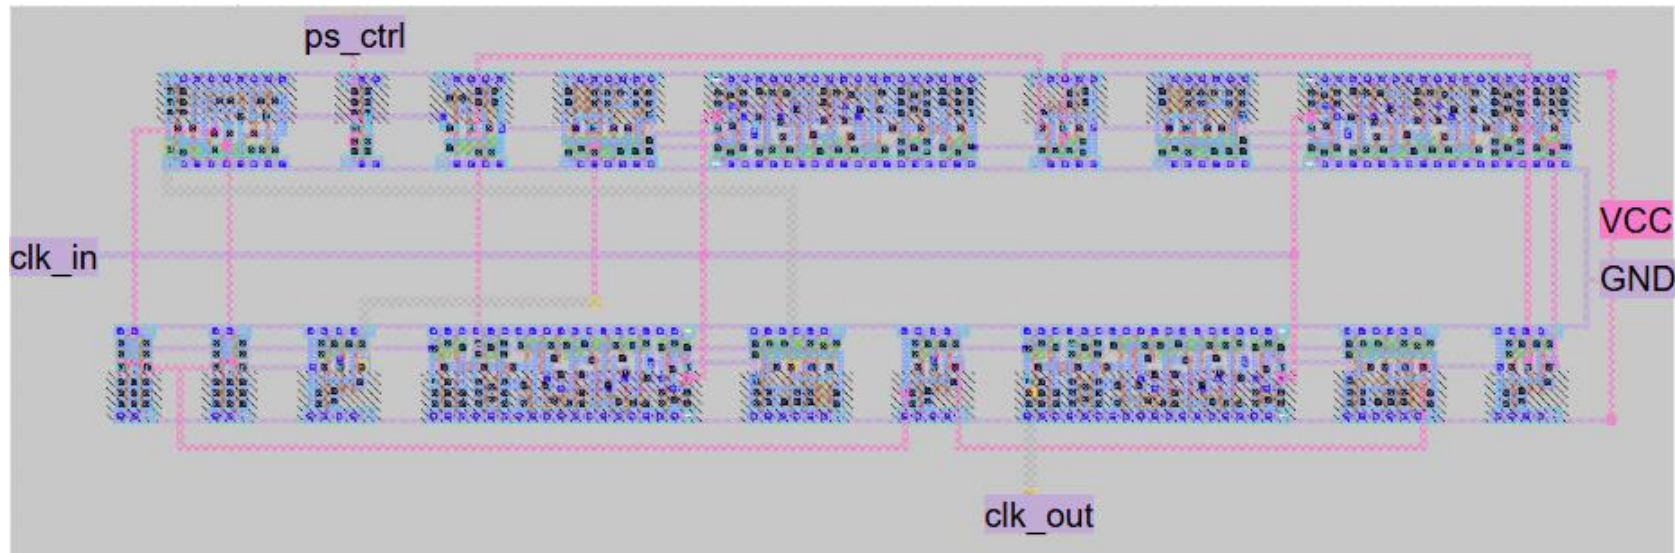 ps_ctrl
VCC
clk_in
GND
clk_out